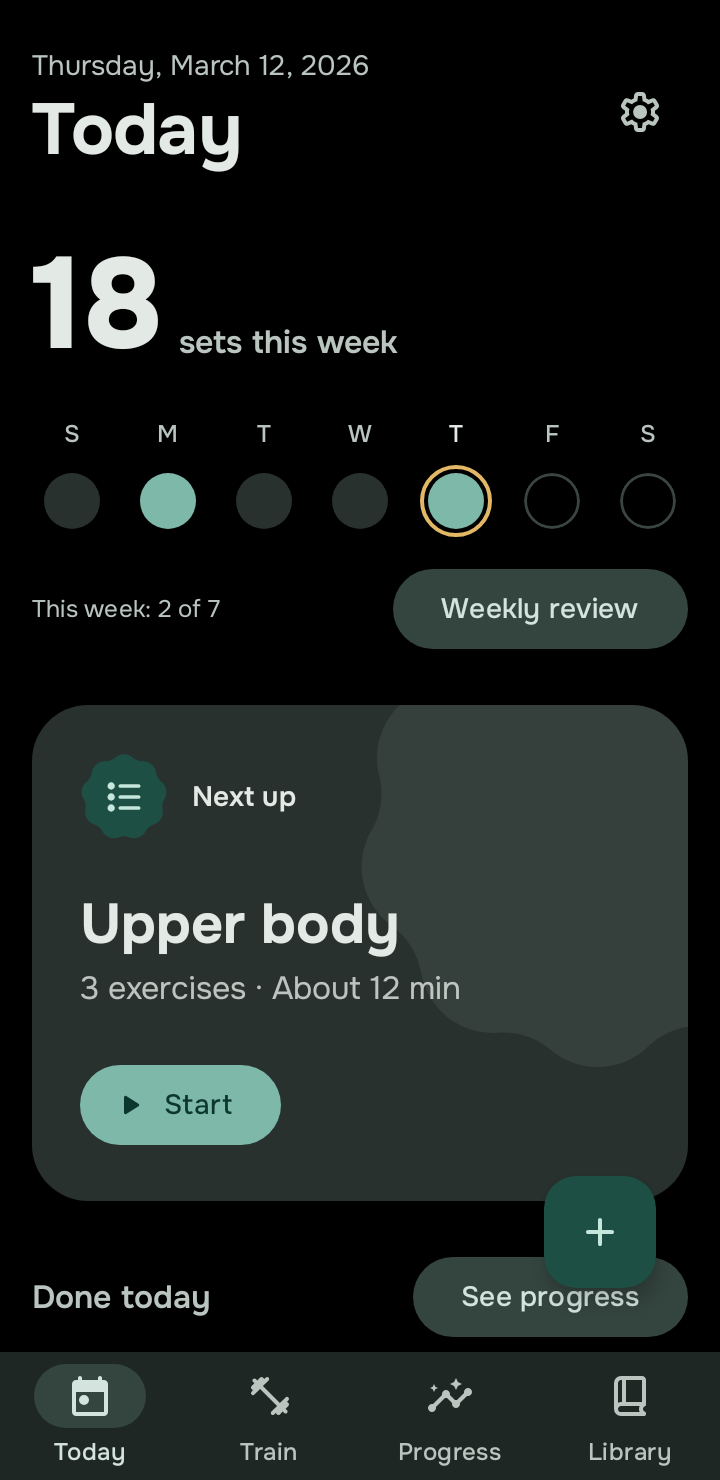 Thursday, March 12, 2026
Today
18 sets this week
S M T W T F S
This week: 2 of 7
Weekly review
Next up
Upper body
3 exercises · About 12 min
Start
Done today
See progress
Today
Train
Progress
Library